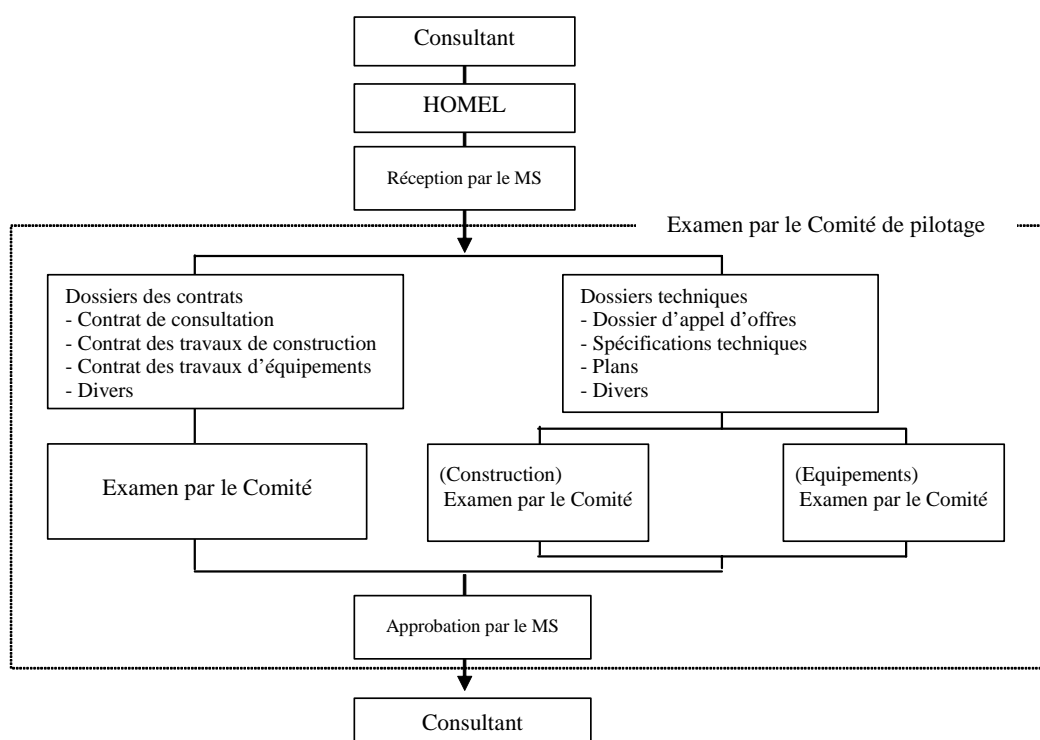 Consultant
HOMEL
Réception par le MS
Examen par le Comité de pilotage
Dossiers des contrats
- Contrat de consultation
- Contrat des travaux de construction
- Contrat des travaux d’équipements
- Divers
Dossiers techniques
- Dossier d’appel d’offres
- Spécifications techniques
- Plans
- Divers
Examen par le Comité
(Construction)
Examen par le Comité
(Equipements)
Examen par le Comité
Approbation par le MS
Consultant